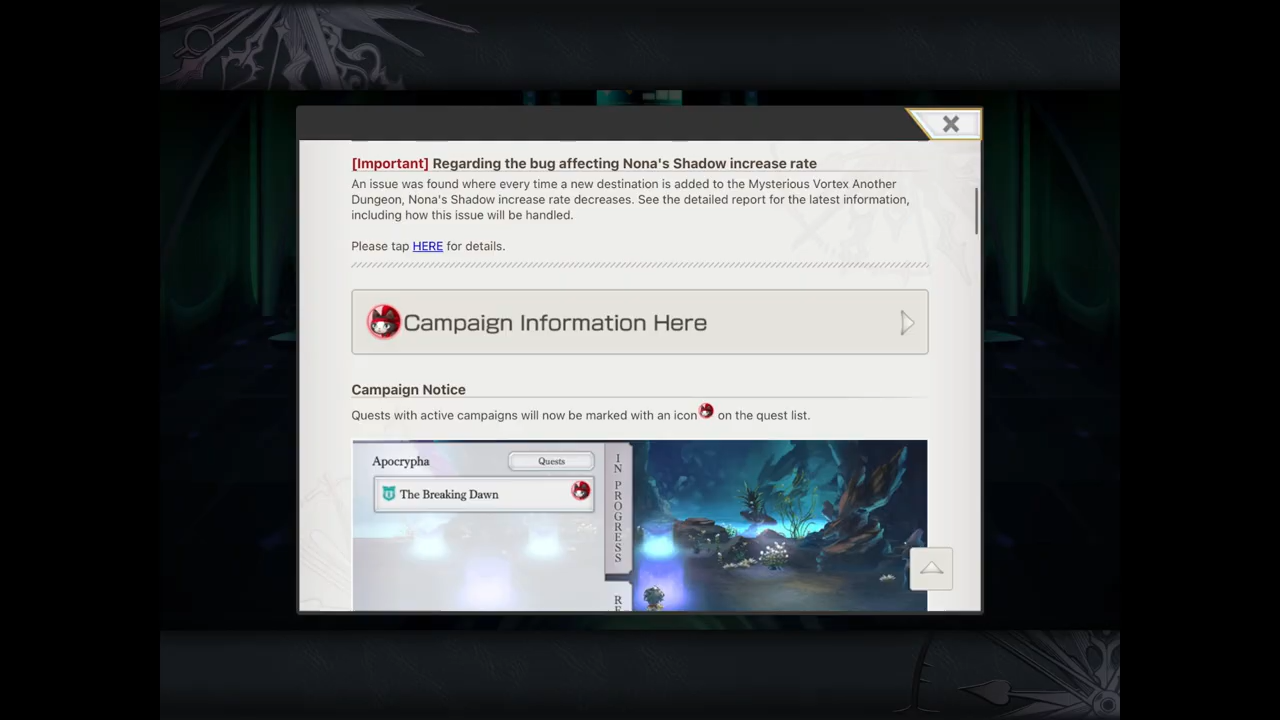 [Important] Regarding the bug affecting Nona's Shadow increase rate
An issue was found where every time a new destination is added to the Mysterious Vortex Another
Dungeon, Nona's Shadow increase rate decreases. See the detailed report for the latest information,
including how this issue will be handled.
Please tap HERE for details.
Campaign Information Here
Campaign Notice
Quests with active campaigns will now be marked with an icon on the quest list.
Apocrypha
Quests
The Breaking Dawn
IN PROGRESS
RE